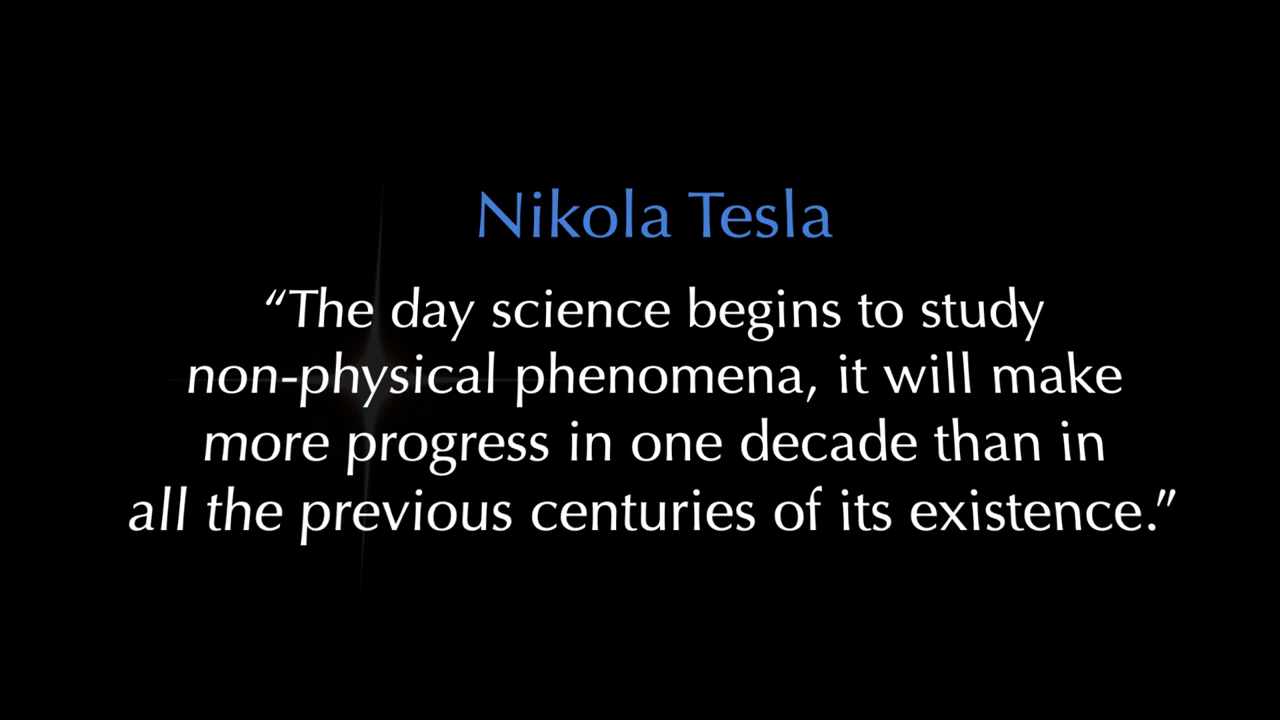 Nikola Tesla
“The day science begins to study
non-physical phenomena, it will make
more progress in one decade than in
all the previous centuries of its existence.”